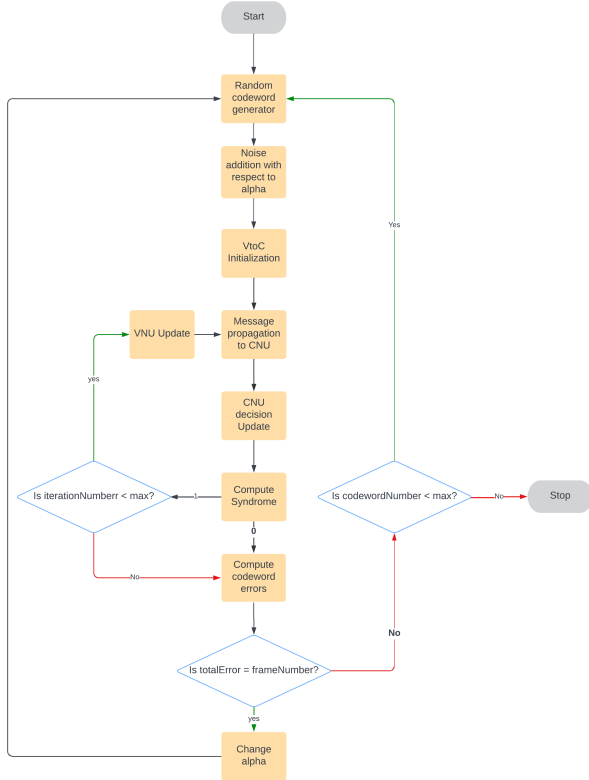 Start
Random
codeword
generator
Noise
addition with
respect to
alpha
Yes
VtoC
Initialization
VNU Update
Message
propagation
to CNU
yes
CNU
decision
Update
Is iterationNumberr < max?
1
Compute
Syndrome
Is codewordNumber < max?
No
Stop
0
No
Compute
codeword
errors
No
Is totalError = frameNumber?
yes
Change
alpha